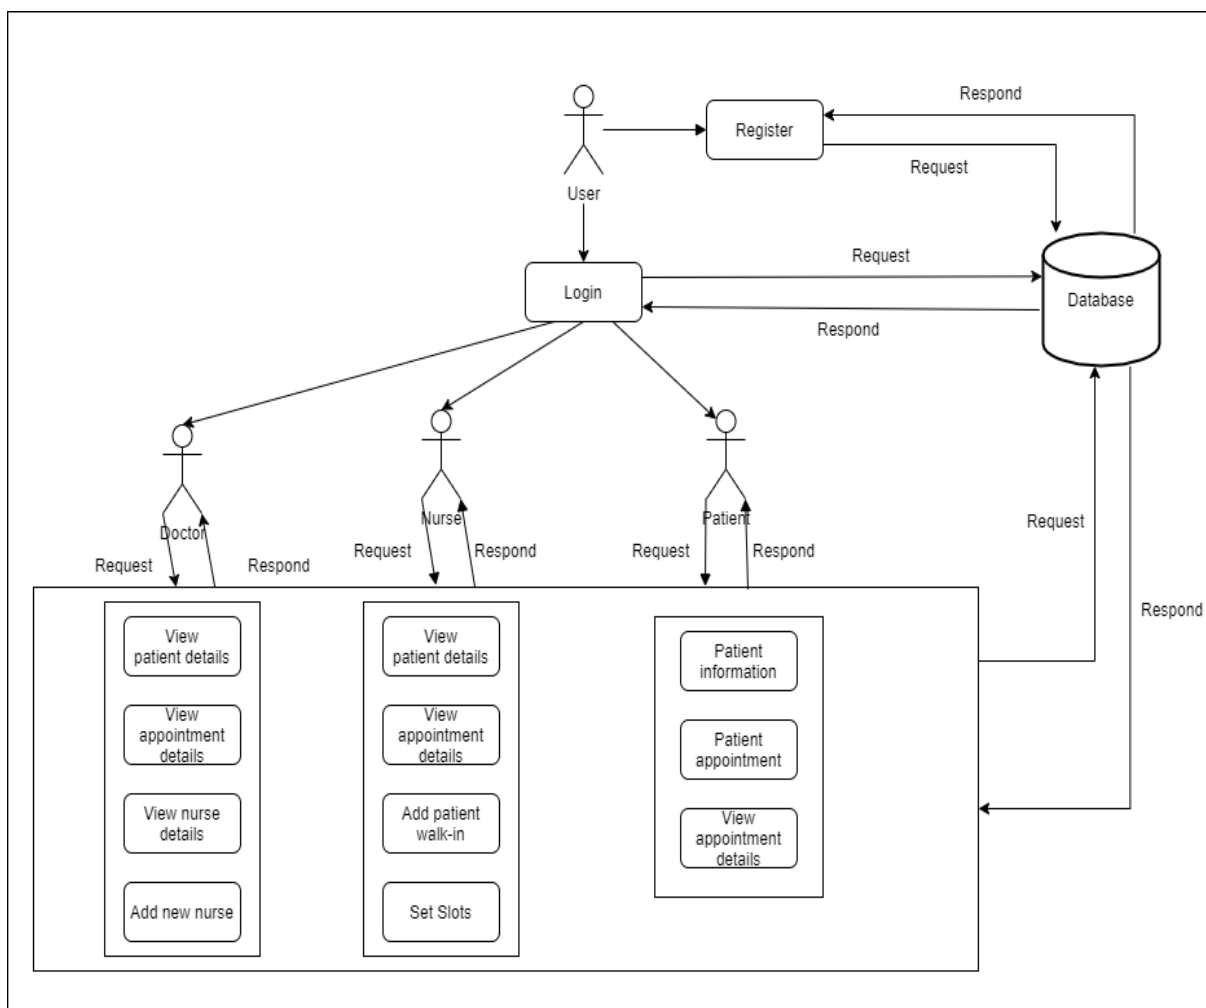 Respond
Register
Request
User
Request
Login
Database
Respond
Request
Doctor
Nurse
Patient
Request
Respond
Request
Respond
Request
Respond
Respond
View
patient details
View
appointment
details
View nurse
details
Add new nurse
View
patient details
View
appointment
details
Add patient
walk-in
Set Slots
Patient
information
Patient
appointment
View
appointment
details